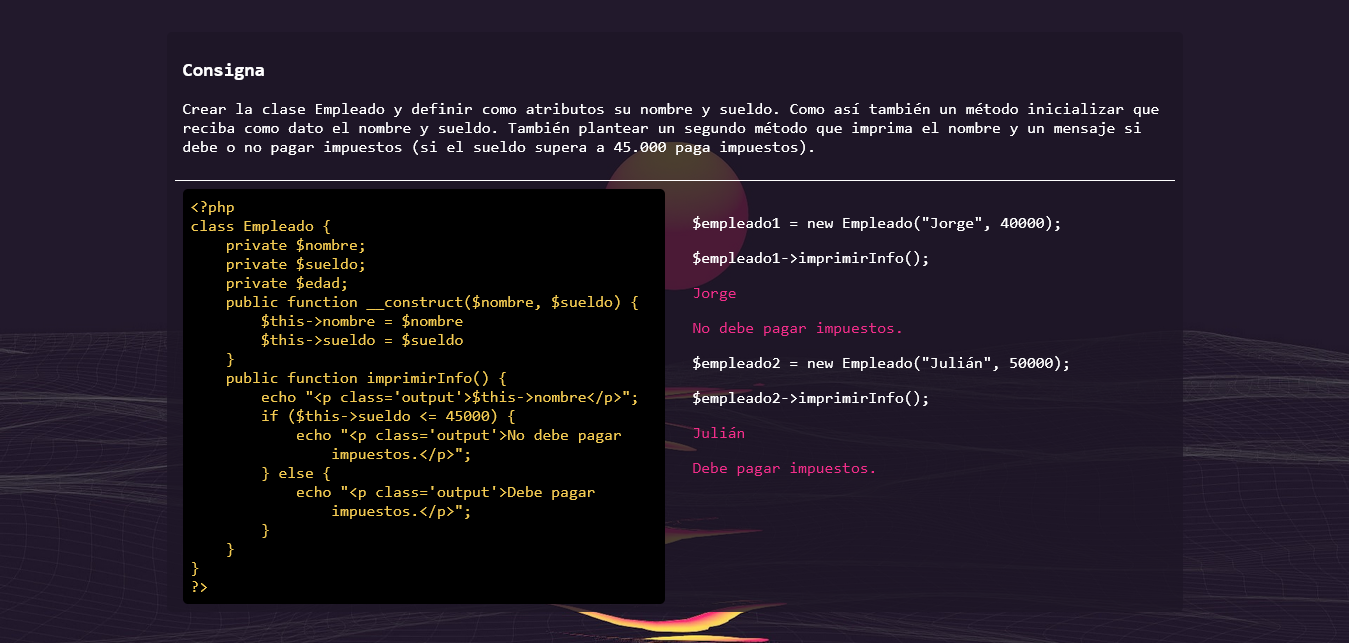 Consigna
Crear la clase Empleado y definir como atributos su nombre y sueldo. Como así también un método inicializar que
reciba como dato el nombre y sueldo. También plantear un segundo método que imprima el nombre y un mensaje si
debe o no pagar impuestos (si el sueldo supera a 45.000 paga impuestos).
<?php
class Empleado {
    private $nombre;
    private $sueldo;
    private $edad;
    public function __construct($nombre, $sueldo) {
        $this->nombre = $nombre
        $this->sueldo = $sueldo
    }
    public function imprimirInfo() {
        echo "<p class='output'>$this->nombre</p>";
        if ($this->sueldo <= 45000) {
            echo "<p class='output'>No debe pagar
                impuestos.</p>";
        } else {
            echo "<p class='output'>Debe pagar
                impuestos.</p>";
        }
    }
}
?>
$empleado1 = new Empleado("Jorge", 40000);
$empleado1->imprimirInfo();
Jorge
No debe pagar impuestos.
$empleado2 = new Empleado("Julián", 50000);
$empleado2->imprimirInfo();
Julián
Debe pagar impuestos.